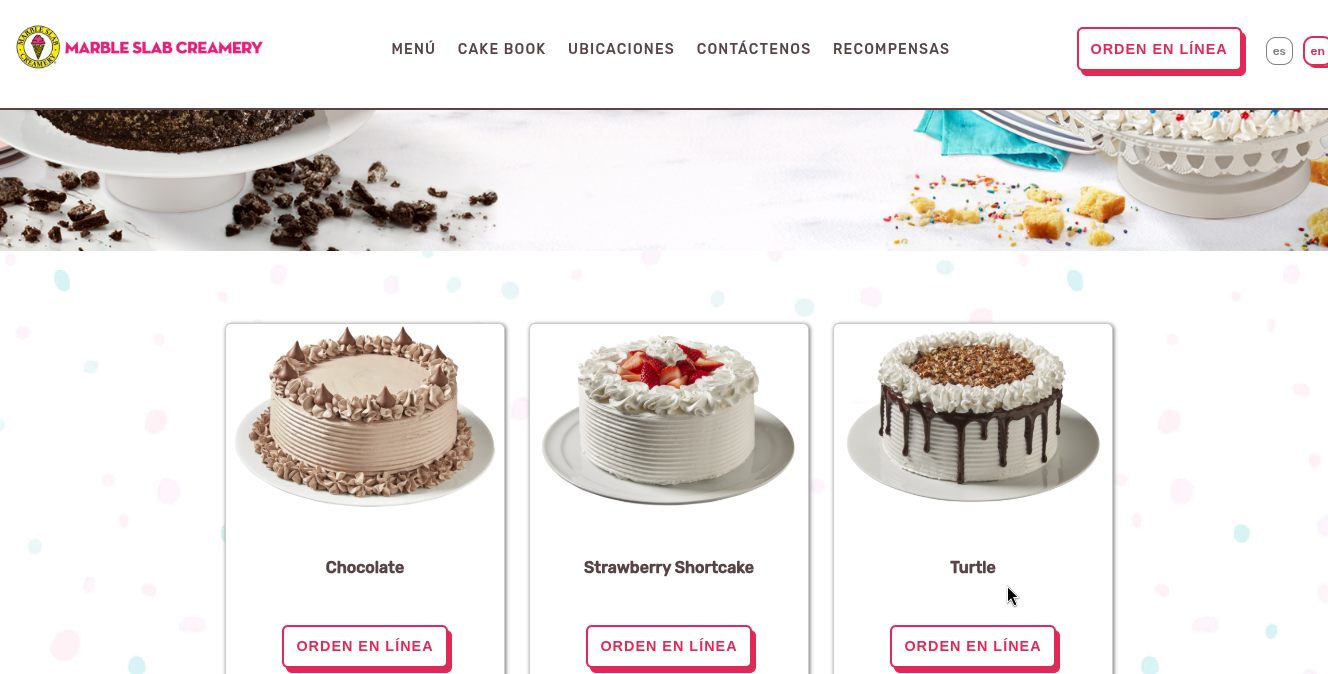 MARBLE SLAB CREAMERY
MARBLE SLAB CREAMERY
MENÚ CAKE BOOK UBICACIONES CONTÁCTENOS RECOMPENSAS
ORDEN EN LÍNEA
es
en
Chocolate
Strawberry Shortcake
Turtle
ORDEN EN LÍNEA
ORDEN EN LÍNEA
ORDEN EN LÍNEA